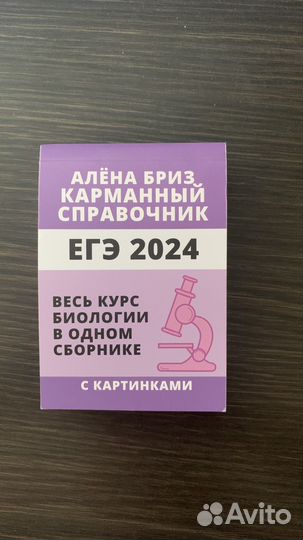 АЛЁНА БРИЗ
КАРМАННЫЙ
СПРАВОЧНИК
ЕГЭ 2024
ВЕСЬ КУРС
БИОЛОГИИ
В ОДНОМ
СБОРНИКЕ
С КАРТИНКАМИ
Avito